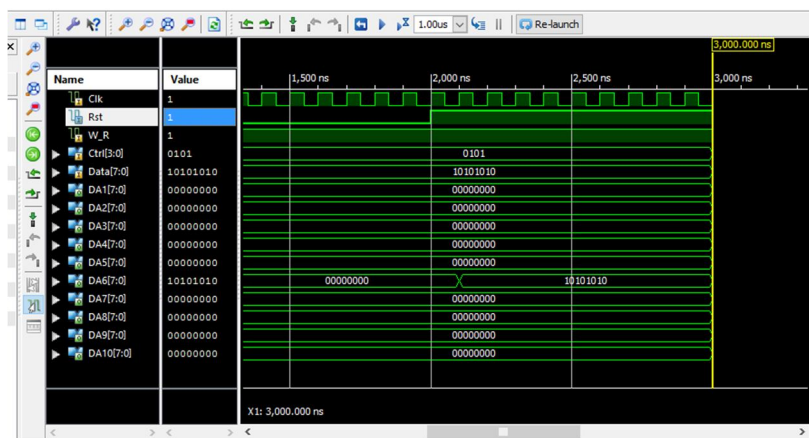 1.00us
Re-launch
3,000.000 ns
Name Value
1,500 ns 2,000 ns 2,500 ns 3,000 ns
Clk 1
Rst 1
W_R 1
Ctrl[3:0] 0101 0101
Data[7:0] 10101010 10101010
DA1[7:0] 00000000 00000000
DA2[7:0] 00000000 00000000
DA3[7:0] 00000000 00000000
DA4[7:0] 00000000 00000000
DA5[7:0] 00000000 00000000
DA6[7:0] 10101010 00000000 10101010
DA7[7:0] 00000000 00000000
DA8[7:0] 00000000 00000000
DA9[7:0] 00000000 00000000
DA10[7:0] 00000000 00000000
X1: 3,000.000 ns